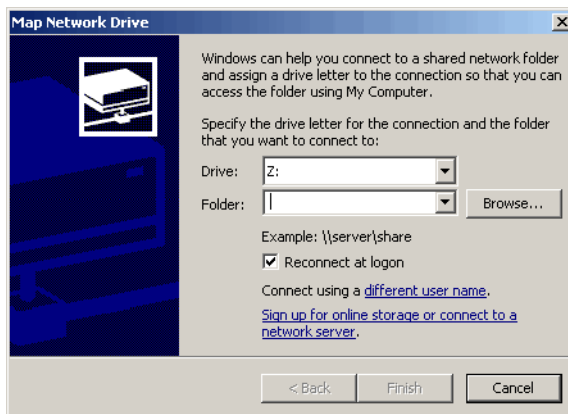 Map Network Drive
Windows can help you connect to a shared network folder
and assign a drive letter to the connection so that you can
access the folder using My Computer.
Specify the drive letter for the connection and the folder
that you want to connect to:
Drive: Z:
Folder: Browse...
Example: \\server\share
Reconnect at logon
Connect using a different user name.
Sign up for online storage or connect to a
network server.
< Back Finish Cancel